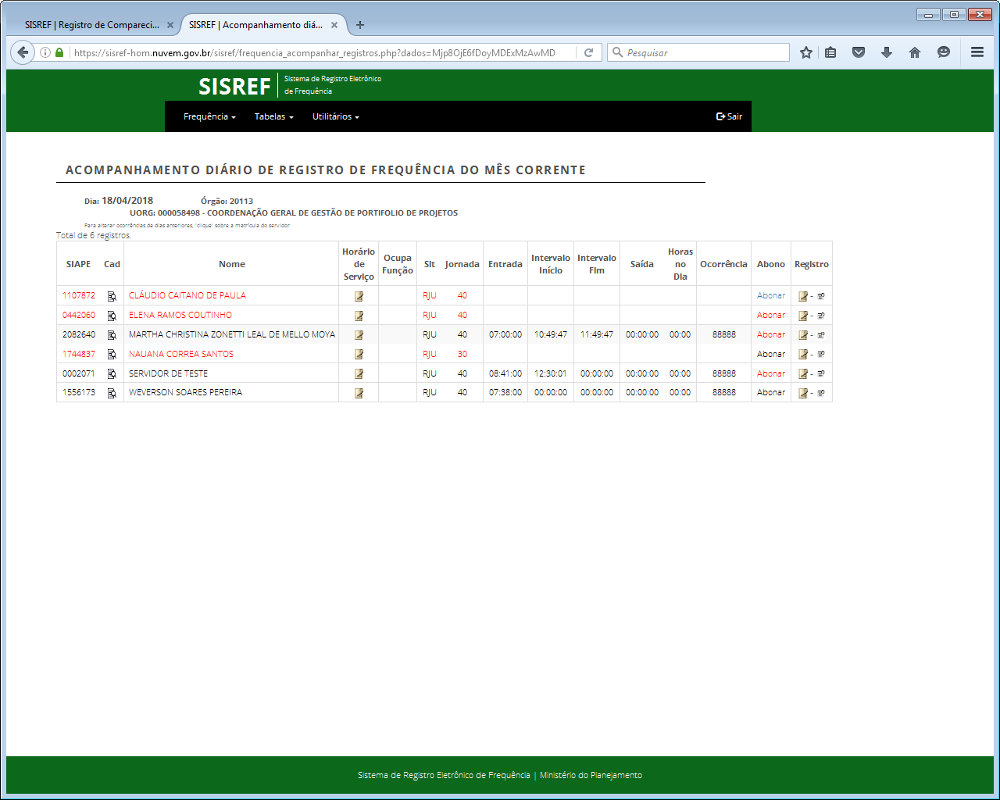 SISREF | Registro de Compareci... SISREF | Acompanhamento diá...
https://sisref-hom.nuvem.gov.br/sisref/frequencia_acompanhar_registros.php?dados=Mjp8OjE6fDoyMDExMzAwMD Pesquisar
SISREF
Sistema de Registro Eletrônico
de Frequência
Frequência Tabelas Utilitários Sair
ACOMPANHAMENTO DIÁRIO DE REGISTRO DE FREQUÊNCIA DO MÊS CORRENTE
Dia: 18/04/2018 Órgão: 20113
UORG: 000058498 - COORDENAÇÃO GERAL DE GESTÃO DE PORTIFOLIO DE PROJETOS
Para alterar ocorrências de dias anteriores, 'clique' sobre a matrícula do servidor
Total de 6 registros.
SIAPE Cad Nome Horário de Serviço Ocupa Função Sit Jornada Entrada Intervalo Início Intervalo Fim Saída Horas no Dia Ocorrência Abono Registro
1107872 CLÁUDIO CAITANO DE PAULA RJU 40 Abonar -
0442060 ELENA RAMOS COUTINHO RJU 40 Abonar -
2082640 MARTHA CHRISTINA ZONETTI LEAL DE MELLO MOYA RJU 40 07:00:00 10:49:47 11:49:47 00:00:00 00:00 88888 Abonar -
1744837 NAUANA CORREA SANTOS RJU 30 Abonar -
0002071 SERVIDOR DE TESTE RJU 40 08:41:00 12:30:01 00:00:00 00:00:00 00:00 88888 Abonar -
1556173 WEVERSON SOARES PEREIRA RJU 40 07:38:00 00:00:00 00:00:00 00:00:00 00:00 88888 Abonar -
Sistema de Registro Eletrônico de Frequência | Ministério do Planejamento